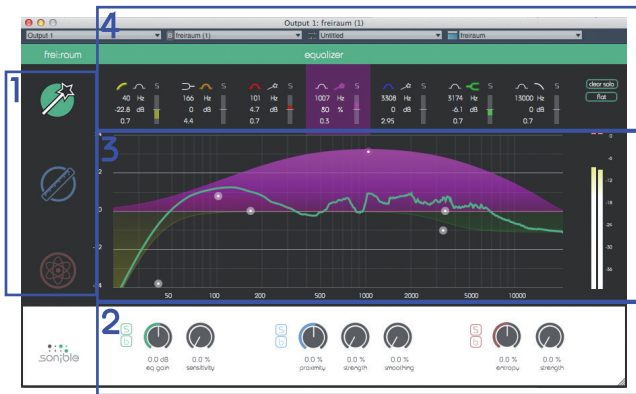 Output 1: freiraum (1)
4
Output 1 freiraum (1) Untitled freiraum
frei:raum equalizer
1
S S S S S S S
40 Hz 166 Hz 101 Hz 1007 Hz 3308 Hz 3174 Hz 13000 Hz
-22.8 dB 0 dB 4.7 dB 50 % 0 dB -6.1 dB 0 dB
0.7 4.4 0.7 0.3 2.95 0.7 0.7
clear solo
flat
3
2
0
-2
-4
0
-6
-12
-18
-24
-30
-36
50 100 200 500 1000 2000 5000 10000
2
S S S
b b b
sonible
0.0 dB 0.0 % 0.0 % 0.0 % 0.0 % 0.0 % 0.0 %
eq gain sensitivity proximity strength smoothing entropy strength